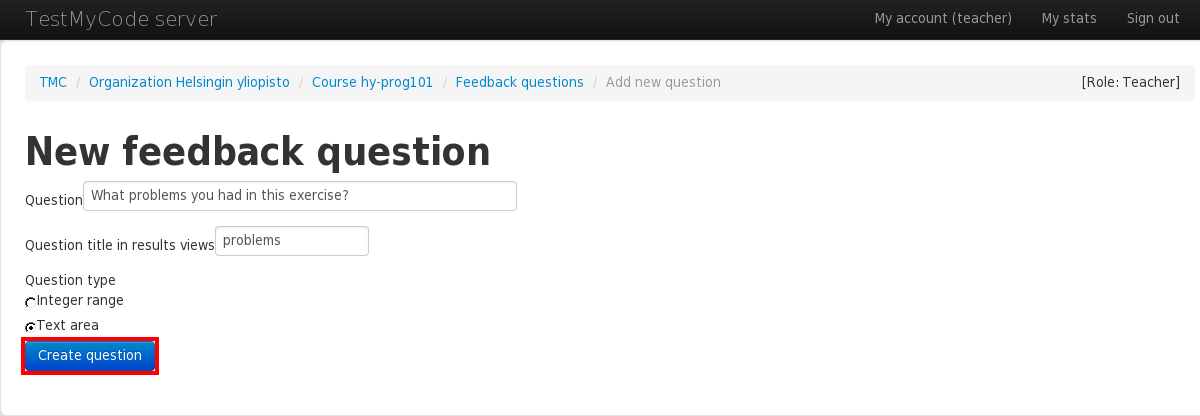 TestMyCode server My account (teacher) My stats Sign out
TMC / Organization Helsingin yliopisto / Course hy-prog101 / Feedback questions / Add new question [Role: Teacher]
New feedback question
Question What problems you had in this exercise?
Question title in results views problems
Question type
Integer range
Text area
Create question